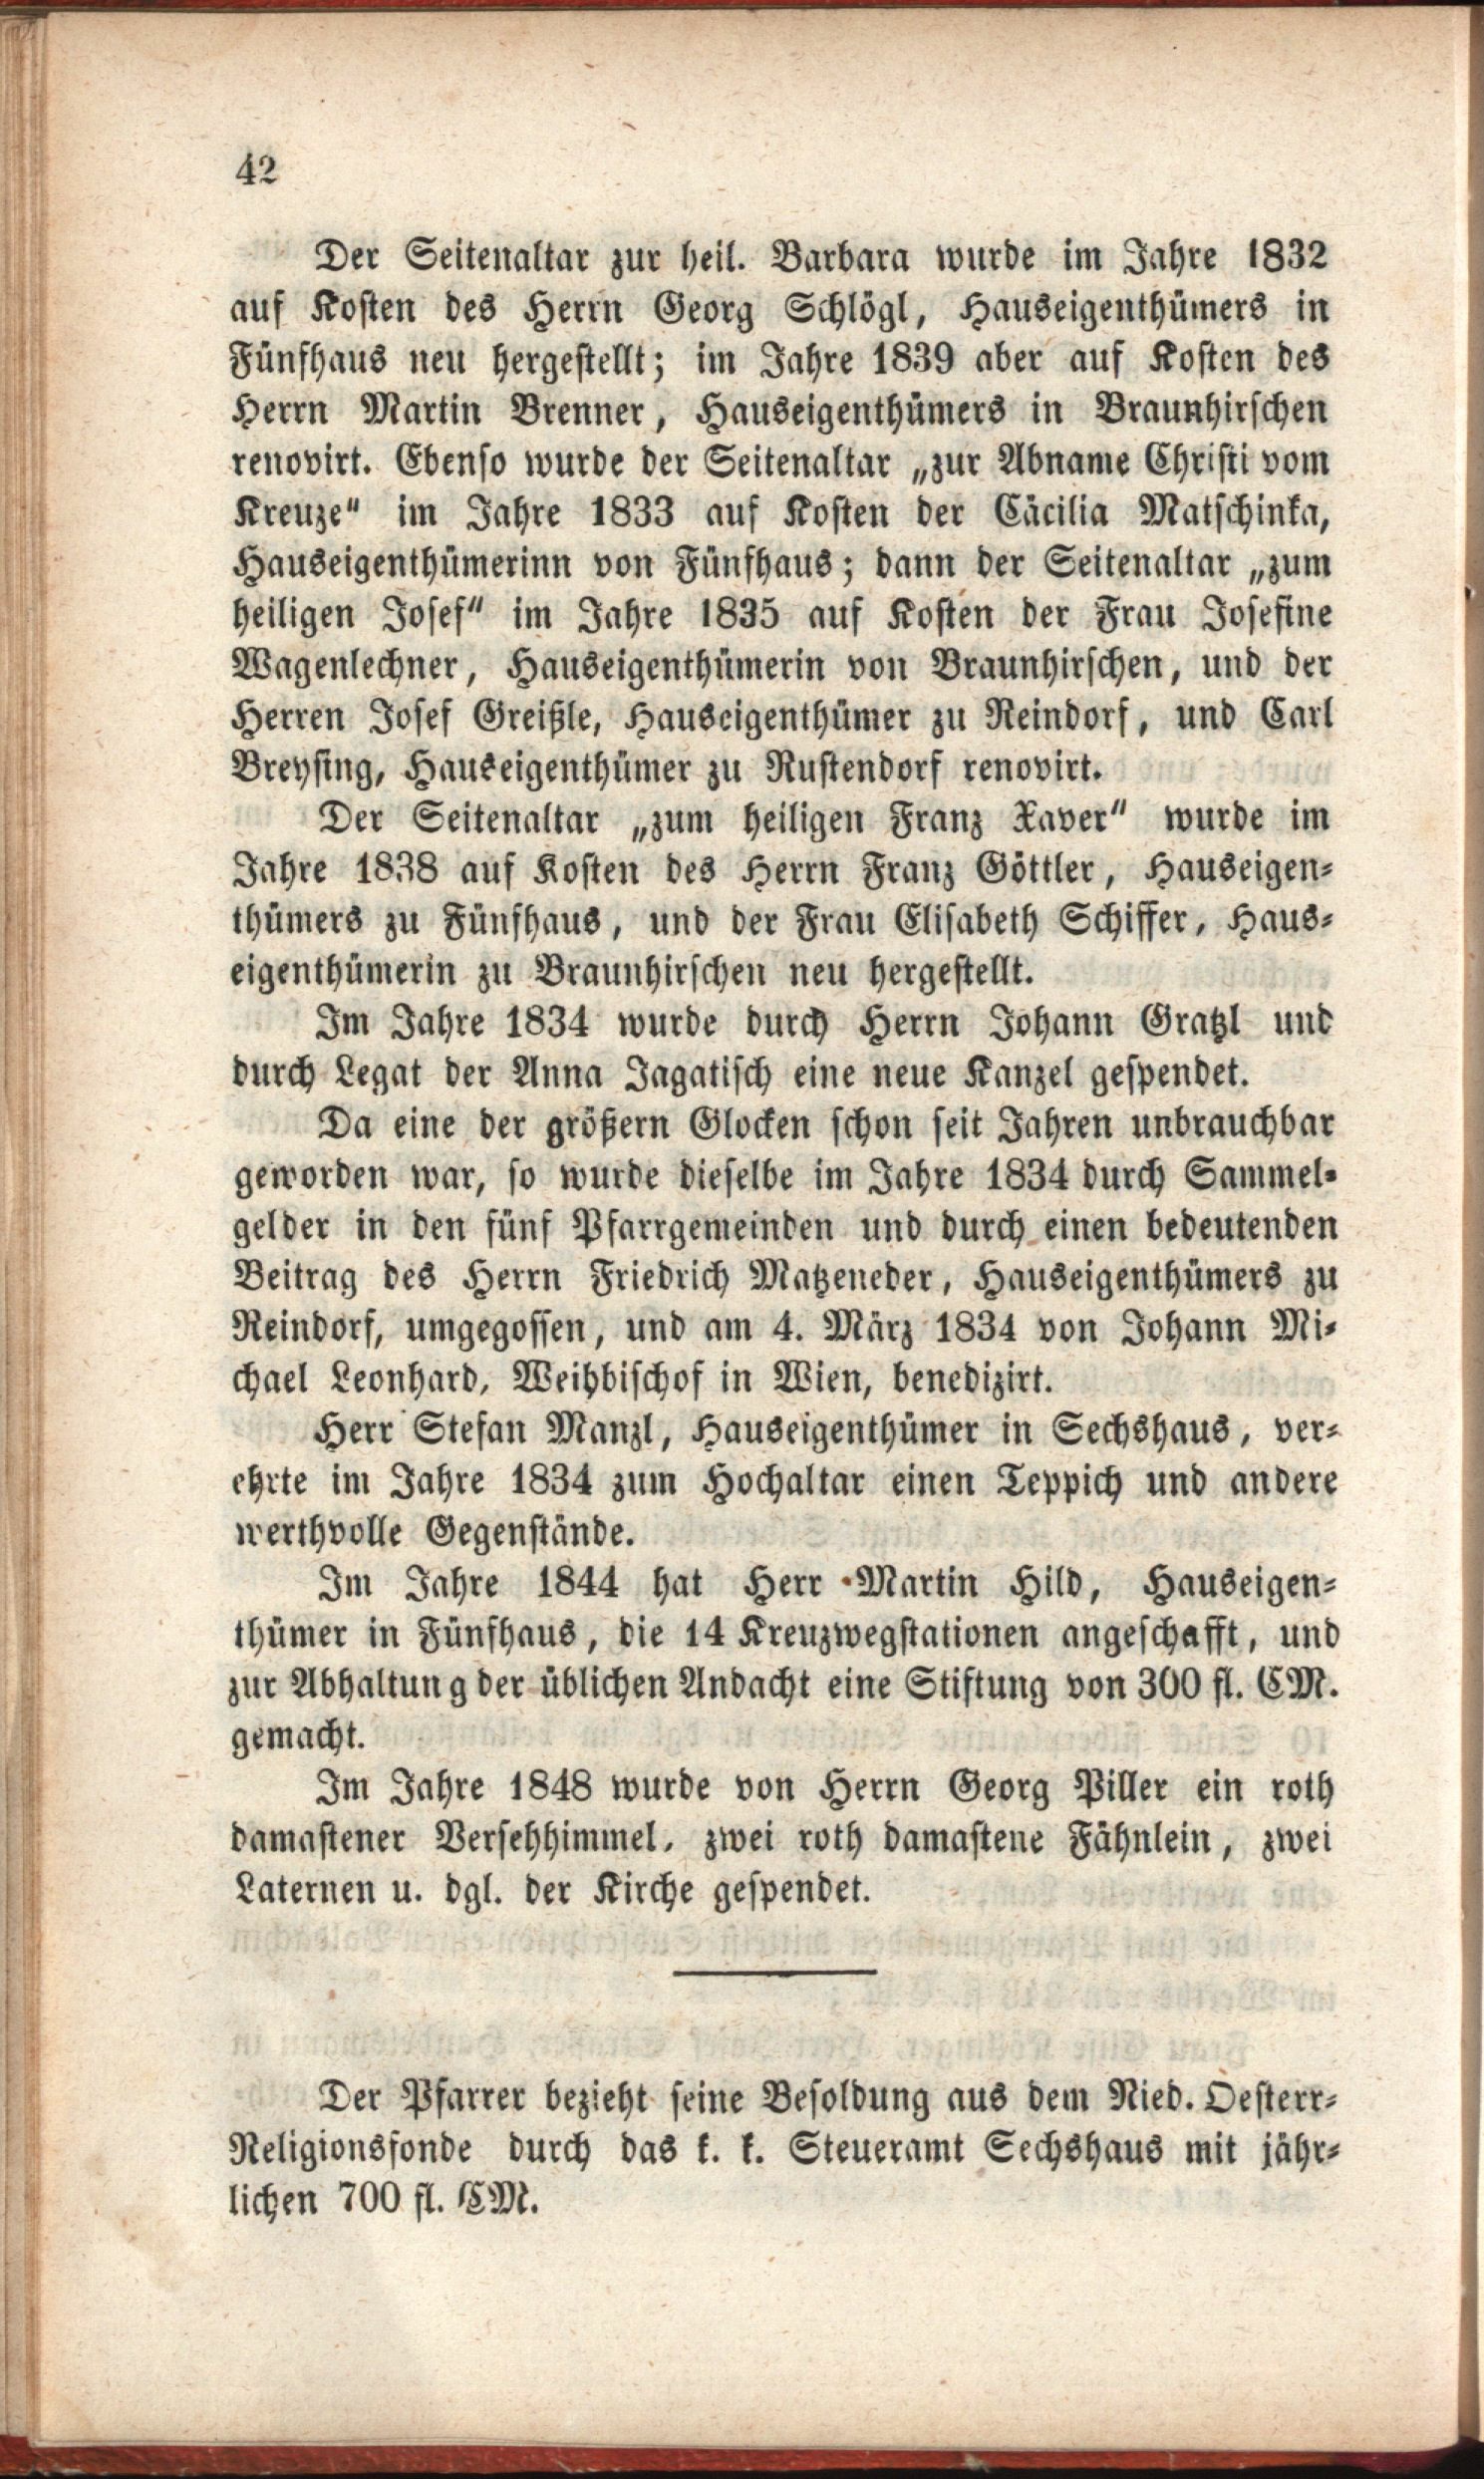 42
Der Seitenaltar zur heil. Barbara wurde im Jahre 1832
auf Kosten des Herrn Georg Schlögl, Hauseigenthümers in
Fünfhaus neu hergestellt; im Jahre 1839 aber auf Kosten des
Herrn Martin Brenner, Hauseigenthümers in Braunhirschen
renovirt. Ebenso wurde der Seitenaltar „zur Abname Christi vom
Kreuze" im Jahre 1833 auf Kosten der Cäcilia Matschinka,
Hauseigenthümerinn von Fünfhaus; dann der Seitenaltar „zum
heiligen Josef" im Jahre 1835 auf Kosten der Frau Josefine
Wagenlechner, Hauseigenthümerin von Braunhirschen, und der
Herren Josef Greißle, Hauseigenthümer zu Reindorf, und Carl
Breysing, Hauseigenthümer zu Rustendorf renovirt.
Der Seitenaltar „zum heiligen Franz Xaver" wurde im
Jahre 1838 auf Kosten des Herrn Franz Göttler, Hauseigen-
thümers zu Fünfhaus, und der Frau Elisabeth Schiffer, Haus-
eigenthümerin zu Braunhirschen neu hergestellt.
Im Jahre 1834 wurde durch Herrn Johann Gratzl und
durch Legat der Anna Jagatisch eine neue Kanzel gespendet.
Da eine der größern Glocken schon seit Jahren unbrauchbar
geworden war, so wurde dieselbe im Jahre 1834 durch Sammel-
gelder in den fünf Pfarrgemeinden und durch einen bedeutenden
Beitrag des Herrn Friedrich Matzeneder, Hauseigenthümers zu
Reindorf, umgegossen, und am 4. März 1834 von Johann Mi-
chael Leonhard, Weihbischof in Wien, benedizirt.
Herr Stefan Manzl, Hauseigenthümer in Sechshaus, ver-
ehrte im Jahre 1834 zum Hochaltar einen Teppich und andere
werthvolle Gegenstände.
Im Jahre 1844 hat Herr Martin Hild, Hauseigen-
thümer in Fünfhaus, die 14 Kreuzwegstationen angeschafft, und
zur Abhaltung der üblichen Andacht eine Stiftung von 300 fl. CM.
gemacht.
Im Jahre 1848 wurde von Herrn Georg Piller ein roth
damastener Versehhimmel, zwei roth damastene Fähnlein, zwei
Laternen u. dgl. der Kirche gespendet.
Der Pfarrer bezieht seine Besoldung aus dem Nied. Oesterr-
Religionsfonde durch das k. k. Steueramt Sechshaus mit jähr-
lichen 700 fl. CM.